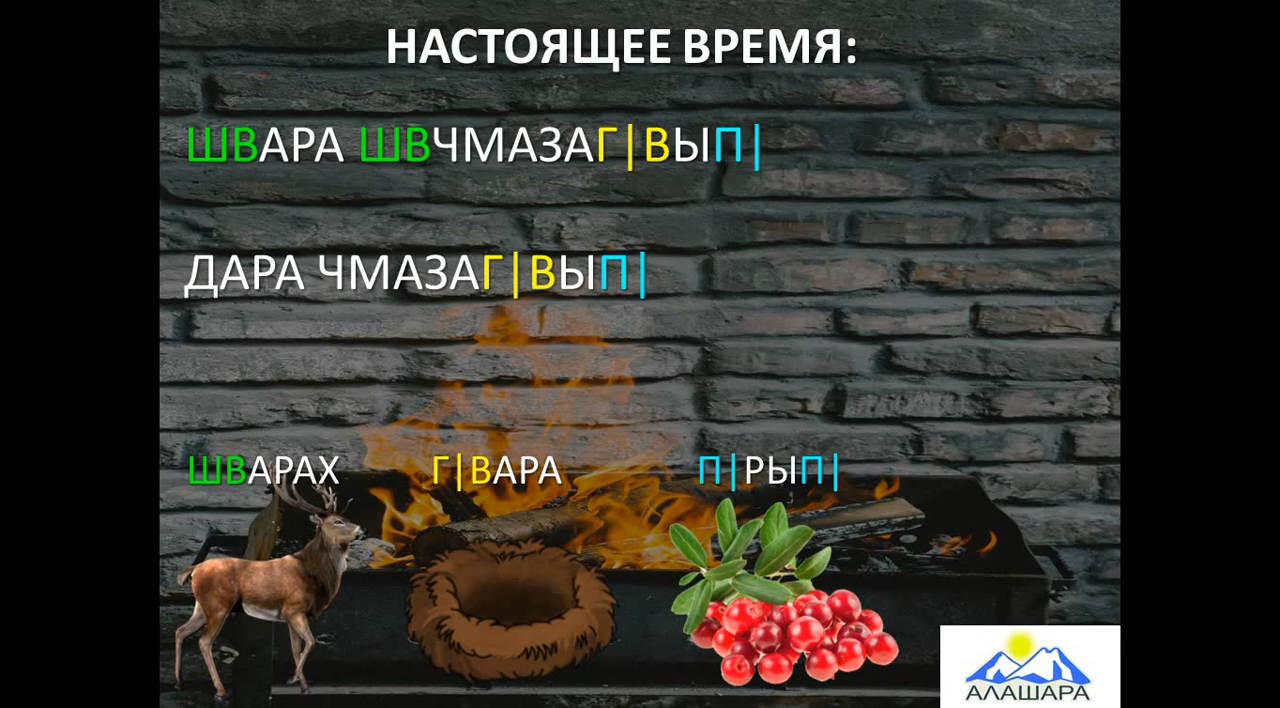 НАСТОЯЩЕЕ ВРЕМЯ:
ШВАРА ШВЧМАЗАГ|ВЫП|
ДАРА ЧМАЗАГ|ВЫП|
ШВАРАХ Г|ВАРА П|РЫП|
АЛАШАРА